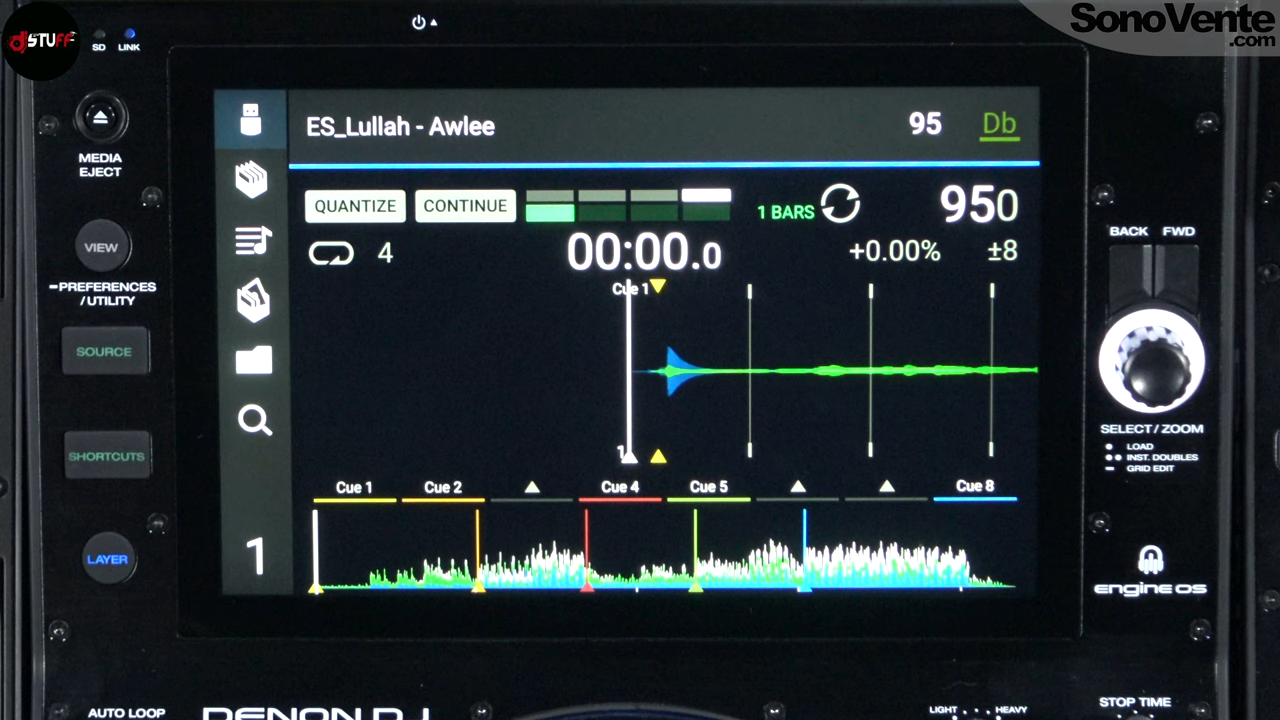 dj STUFF
SonoVente
.com
SD LINK
MEDIA
EJECT
VIEW
PREFERENCES
/UTILITY
SOURCE
SHORTCUTS
LAYER
ES_Lullah - Awlee 95 Db
QUANTIZE CONTINUE 1 BARS 950
4 00:00.0 +0.00% ±8
Cue 1
1
Cue 1 Cue 2 Cue 4 Cue 5 Cue 8
1
BACK FWD
SELECT/ZOOM
LOAD
INST. DOUBLES
GRID EDIT
engine OS
AUTO LOOP DENON DJ LIGHT HEAVY STOP TIME